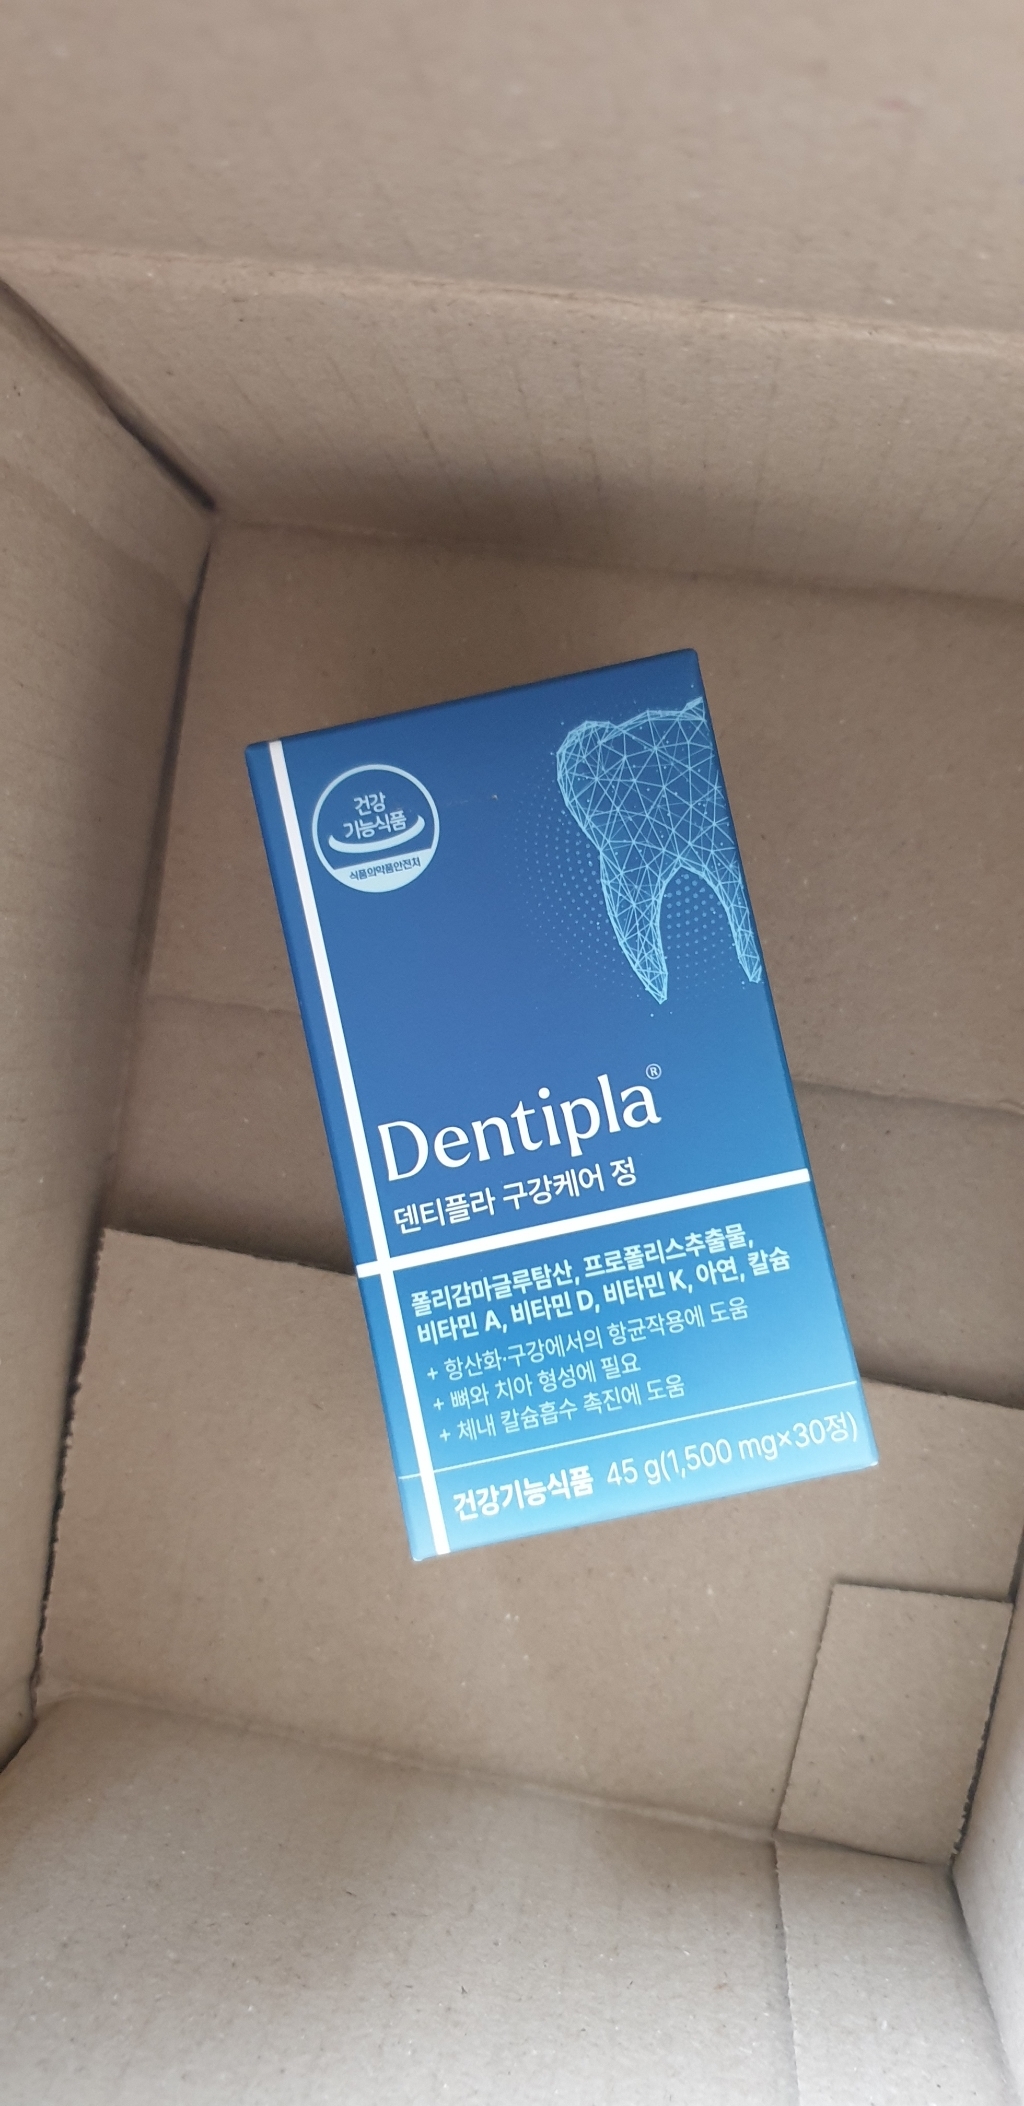 건강
기능식품
식품의약품안전처
Dentipla®
덴티플라 구강케어 정
폴리감마글루탐산, 프로폴리스추출물,
비타민 A, 비타민 D, 비타민 K, 아연, 칼슘
+ 항산화·구강에서의 항균작용에 도움
+ 뼈와 치아 형성에 필요
+ 체내 칼슘흡수 촉진에 도움
건강기능식품 45 g(1,500 mg×30정)